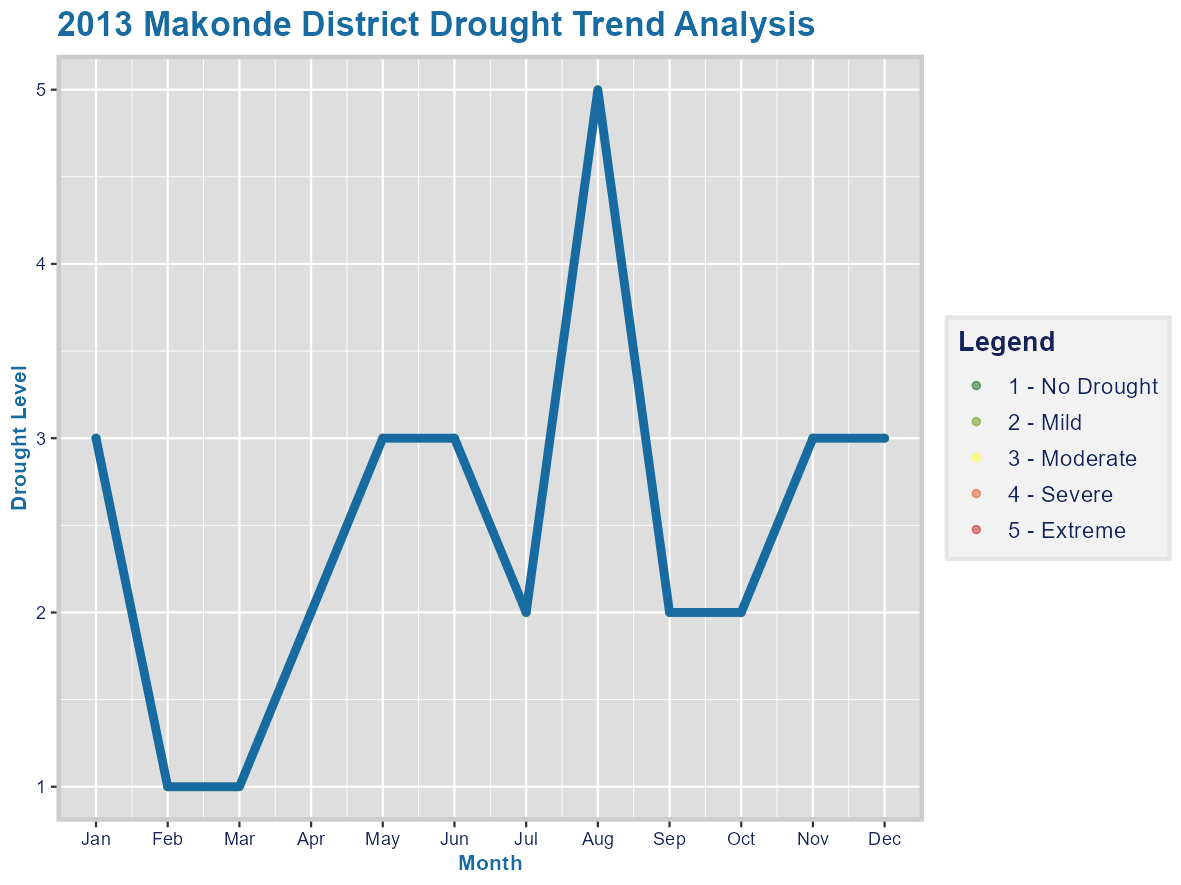 2013 Makonde District Drought Trend Analysis
5
4
3
2
1
Drought Level
Jan Feb Mar Apr May Jun Jul Aug Sep Oct Nov Dec
Month
Legend
1 - No Drought
2 - Mild
3 - Moderate
4 - Severe
5 - Extreme